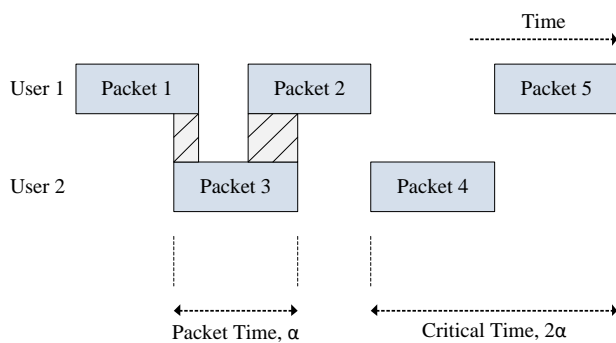 Time
User 1
Packet 1
Packet 2
Packet 5
User 2
Packet 3
Packet 4
Packet Time, α
Critical Time, 2α